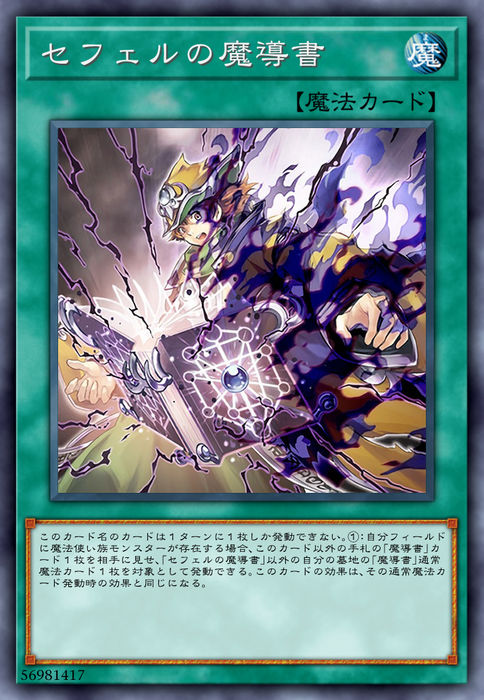 セフェルの魔導書
魔
【魔法カード】
このカード名のカードは1ターンに1枚しか発動できない。①:自分フィールド
に魔法使い族モンスターが存在する場合、このカード以外の手札の「魔導書」カ
ード1枚を相手に見せ、「セフェルの魔導書」以外の自分の墓地の「魔導書」通常
魔法カード1枚を対象として発動できる。このカードの効果は、その通常魔法カ
ード発動時の効果と同じになる。
56981417